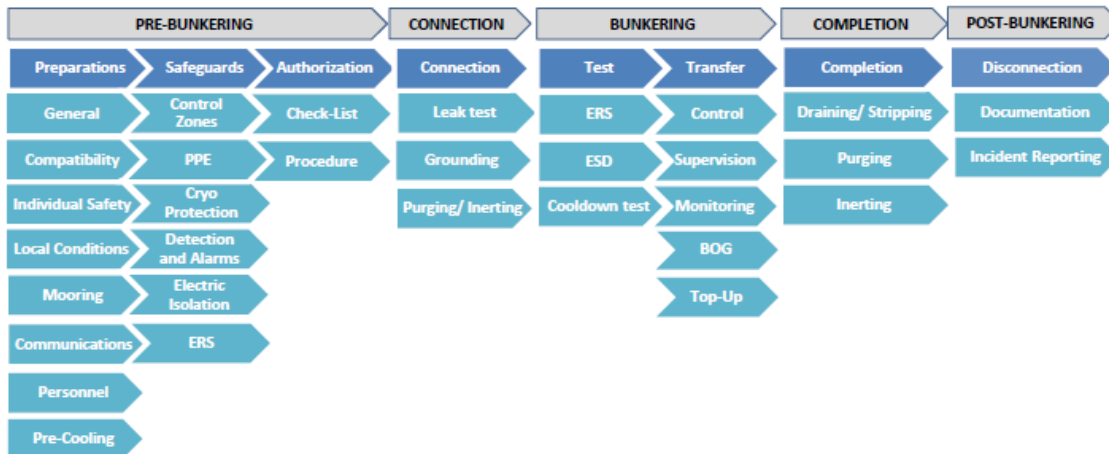 PRE-BUNKERING
CONNECTION
BUNKERING
COMPLETION
POST-BUNKERING
Preparations
Safeguards
Authorization
Connection
Test
Transfer
Completion
Disconnection
General
Control
Zones
Check-List
Leak test
ERS
Control
Draining/ Stripping
Documentation
Compatibility
PPE
Procedure
Grounding
ESD
Supervision
Purging
Incident Reporting
Individual Safety
Cryo
Protection
Purging/ Inerting
Cooldown test
Monitoring
Inerting
Local Conditions
Detection
and Alarms
BOG
Mooring
Electric
Isolation
Top-Up
Communications
ERS
Personnel
Pre-Cooling